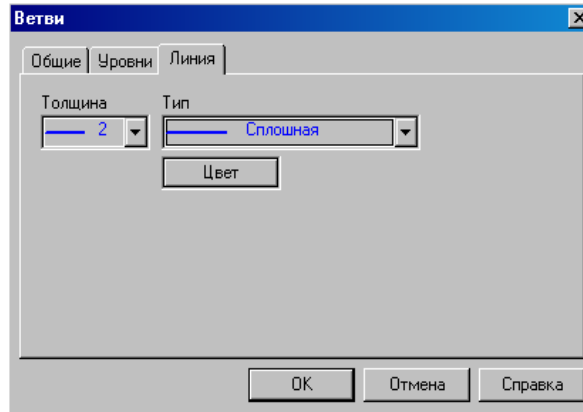 Ветви
Общие Уровни Линия
Толщина Тип
2 Сплошная
Цвет
OK Отмена Справка